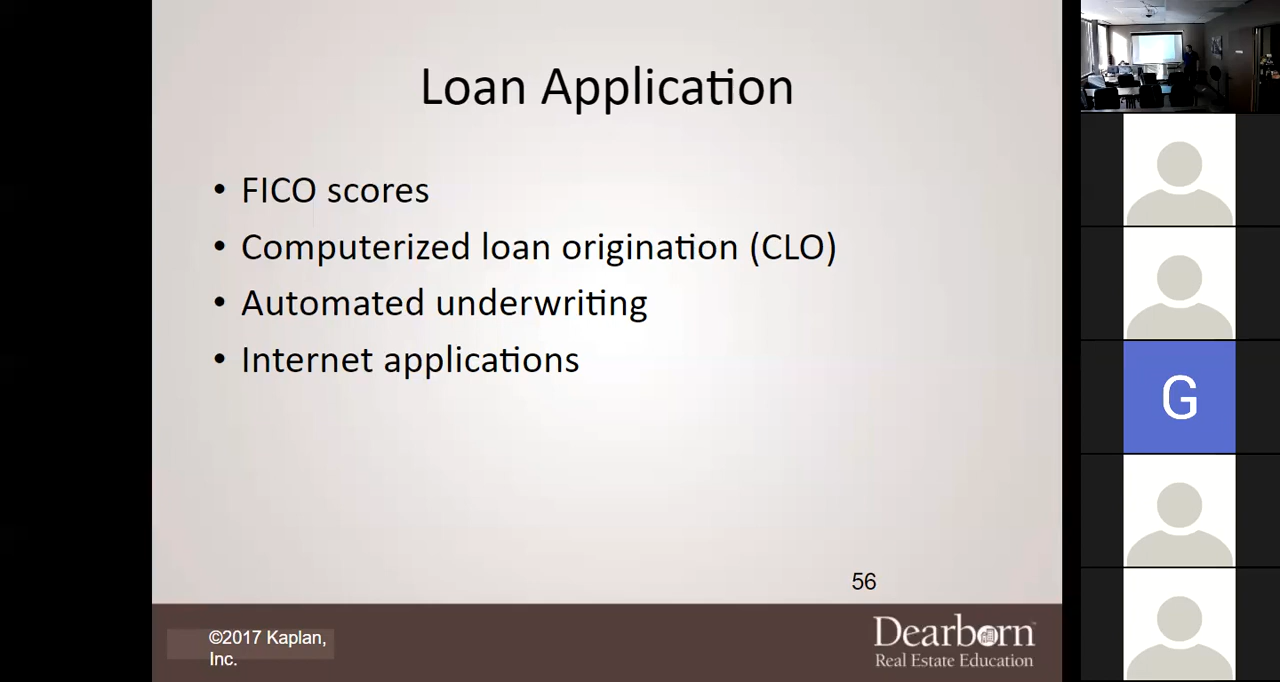 Loan Application
• FICO scores
• Computerized loan origination (CLO)
• Automated underwriting
• Internet applications
56
©2017 Kaplan,
Inc.
Dearborn™
Real Estate Education
G